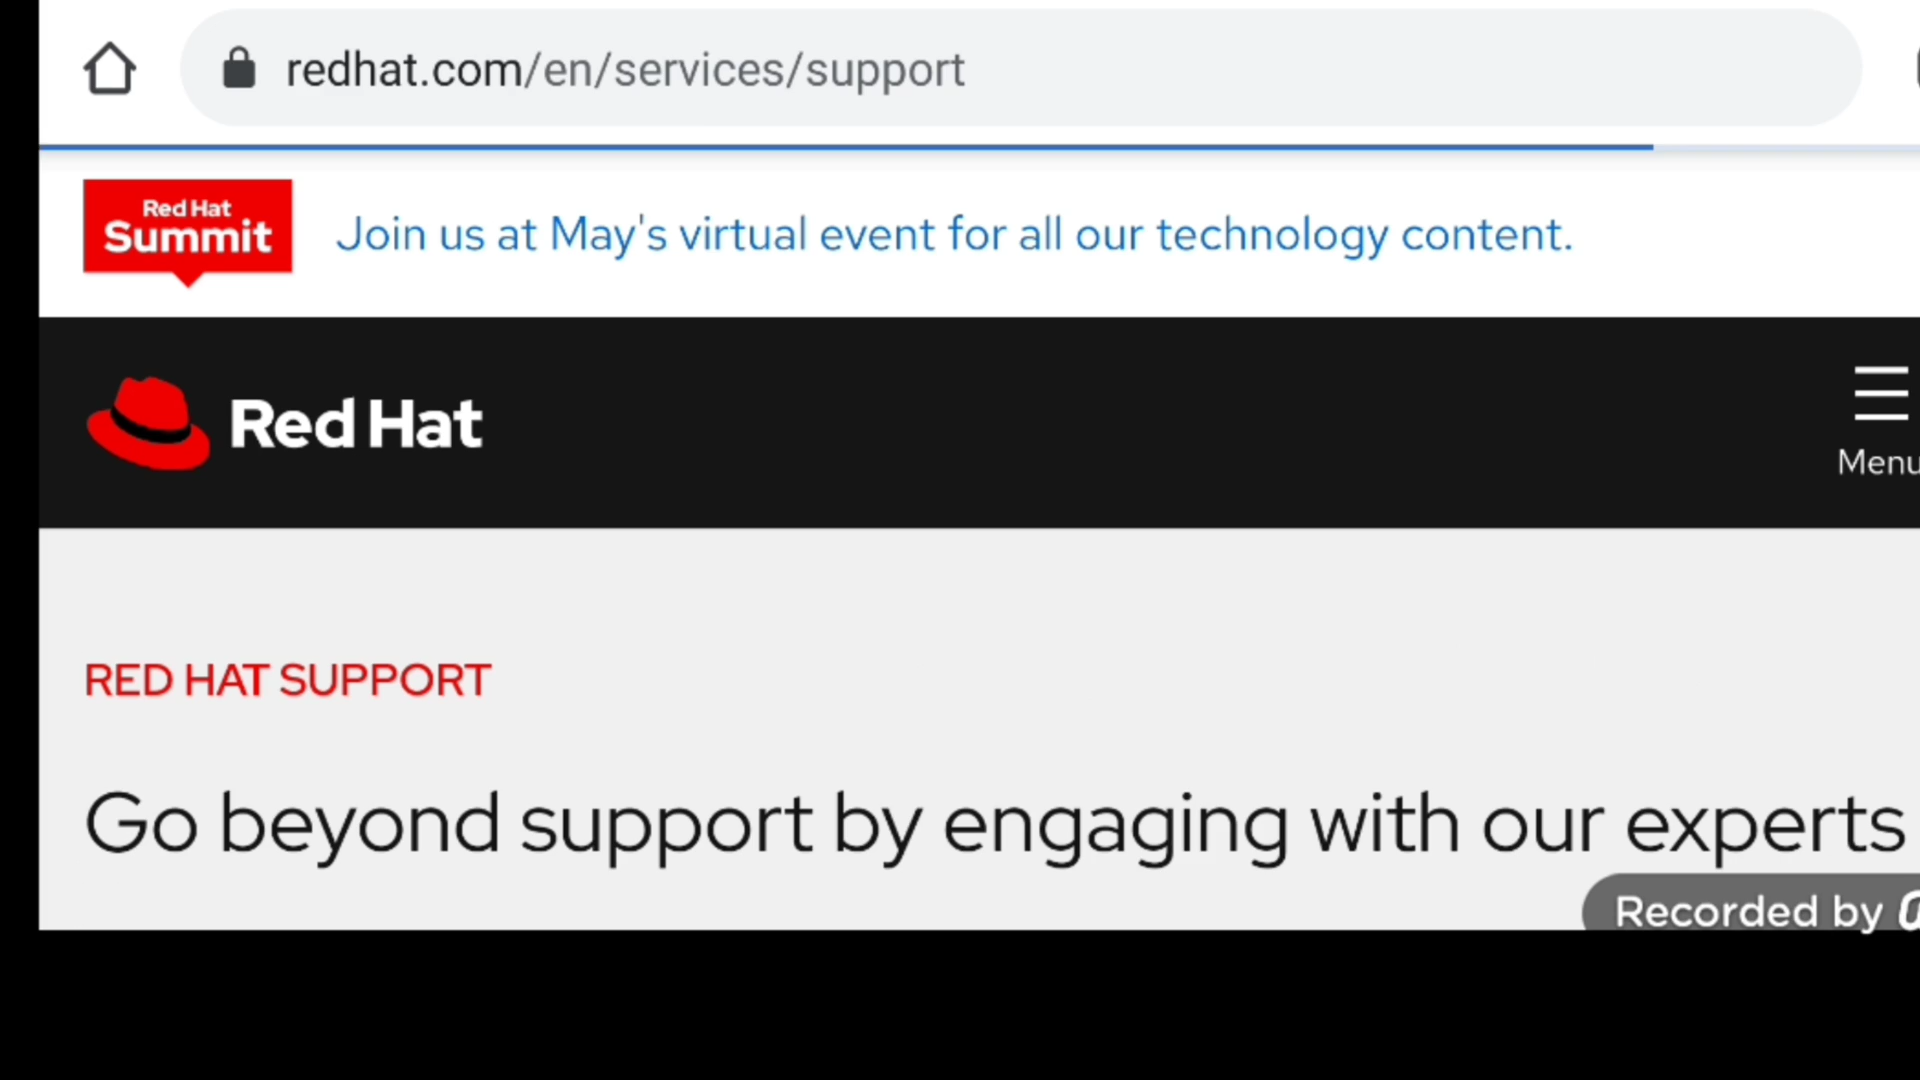 redhat.com/en/services/support
Red Hat
Summit
Join us at May's virtual event for all our technology content.
Red Hat
Menu
RED HAT SUPPORT
Go beyond support by engaging with our experts
Recorded by